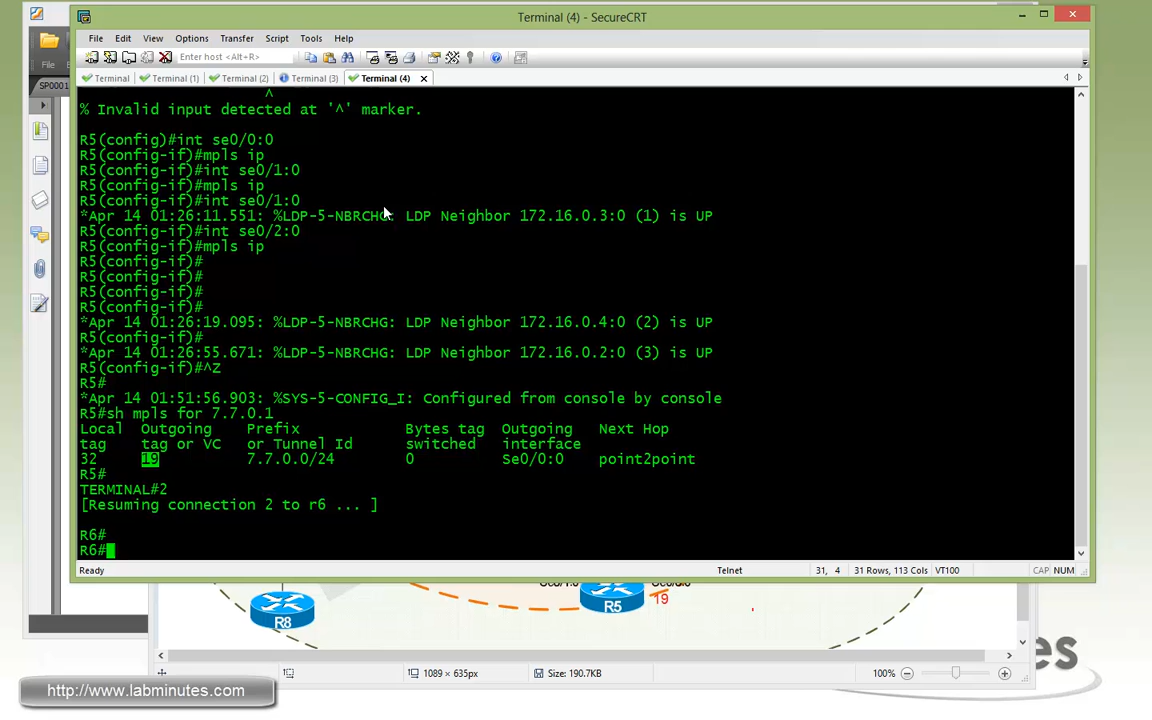 Terminal (4) - SecureCRT
File Edit View Options Transfer Script Tools Help
Enter host <Alt+R>
File
SP0001
Terminal Terminal (1) Terminal (2) Terminal (3) Terminal (4)
^
% Invalid input detected at '^' marker.
R5(config)#int se0/0:0
R5(config-if)#mpls ip
R5(config-if)#int se0/1:0
R5(config-if)#mpls ip
R5(config-if)#int se0/1:0
*Apr 14 01:26:11.551: %LDP-5-NBRCHG: LDP Neighbor 172.16.0.3:0 (1) is UP
R5(config-if)#int se0/2:0
R5(config-if)#mpls ip
R5(config-if)#
R5(config-if)#
R5(config-if)#
R5(config-if)#
*Apr 14 01:26:19.095: %LDP-5-NBRCHG: LDP Neighbor 172.16.0.4:0 (2) is UP
R5(config-if)#
*Apr 14 01:26:55.671: %LDP-5-NBRCHG: LDP Neighbor 172.16.0.2:0 (3) is UP
R5(config-if)#^Z
R5#
*Apr 14 01:51:56.903: %SYS-5-CONFIG_I: Configured from console by console
R5#sh mpls for 7.7.0.1
Local Outgoing Prefix Bytes tag Outgoing Next Hop
tag tag or VC or Tunnel Id switched interface
32 19 7.7.0.0/24 0 Se0/0:0 point2point
R5#
TERMINAL#2
[Resuming connection 2 to r6 ... ]
R6#
R6#
Ready Telnet 31, 4 31 Rows, 113 Cols VT100 CAP NUM
R5
19
R8
1089 × 635px Size: 190.7KB 100%
http://www.labminutes.com